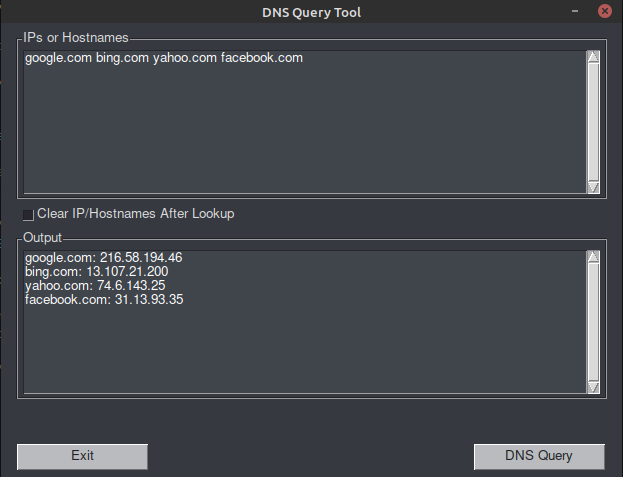 DNS Query Tool
IPs or Hostnames
google.com bing.com yahoo.com facebook.com
Clear IP/Hostnames After Lookup
Output
google.com: 216.58.194.46
bing.com: 13.107.21.200
yahoo.com: 74.6.143.25
facebook.com: 31.13.93.35
Exit
DNS Query